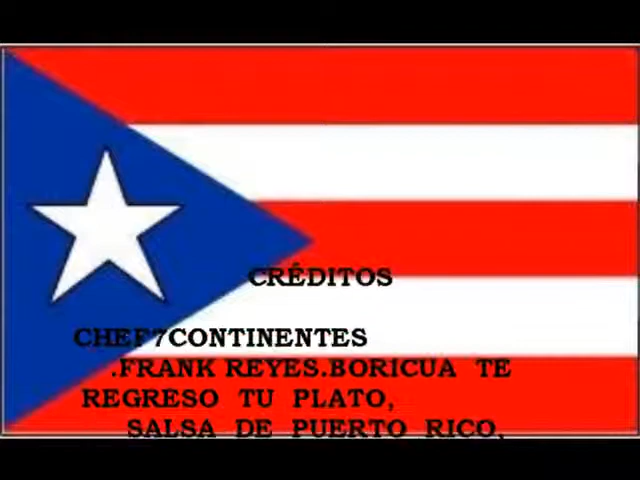 CRÉDITOS
CHEF7CONTINENTES
.FRANK REYES.BORICUA TE
REGRESO TU PLATO,
SALSA DE PUERTO RICO,